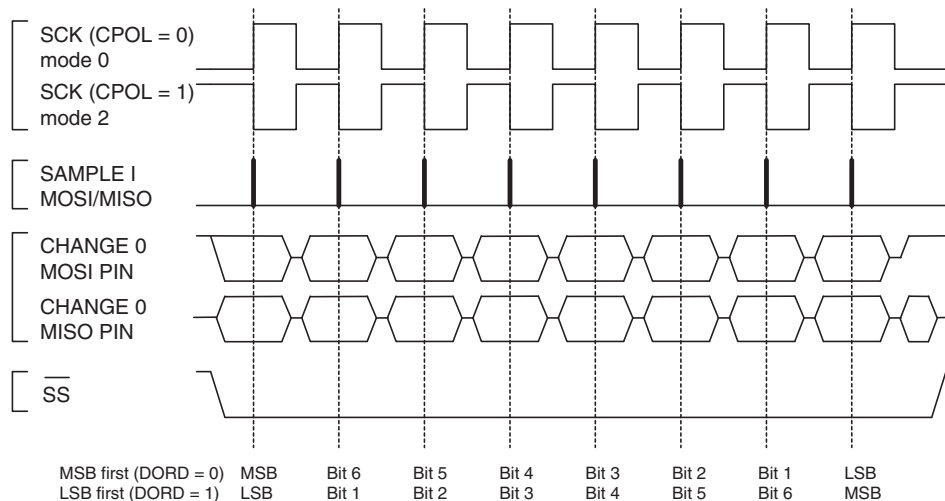 SCK (CPOL = 0)
mode 0
SCK (CPOL = 1)
mode 2
SAMPLE I
MOSI/MISO
CHANGE 0
MOSI PIN
CHANGE 0
MISO PIN
SS
MSB first (DORD = 0) MSB Bit 6 Bit 5 Bit 4 Bit 3 Bit 2 Bit 1 LSB
LSB first (DORD = 1) LSB Bit 1 Bit 2 Bit 3 Bit 4 Bit 5 Bit 6 MSB